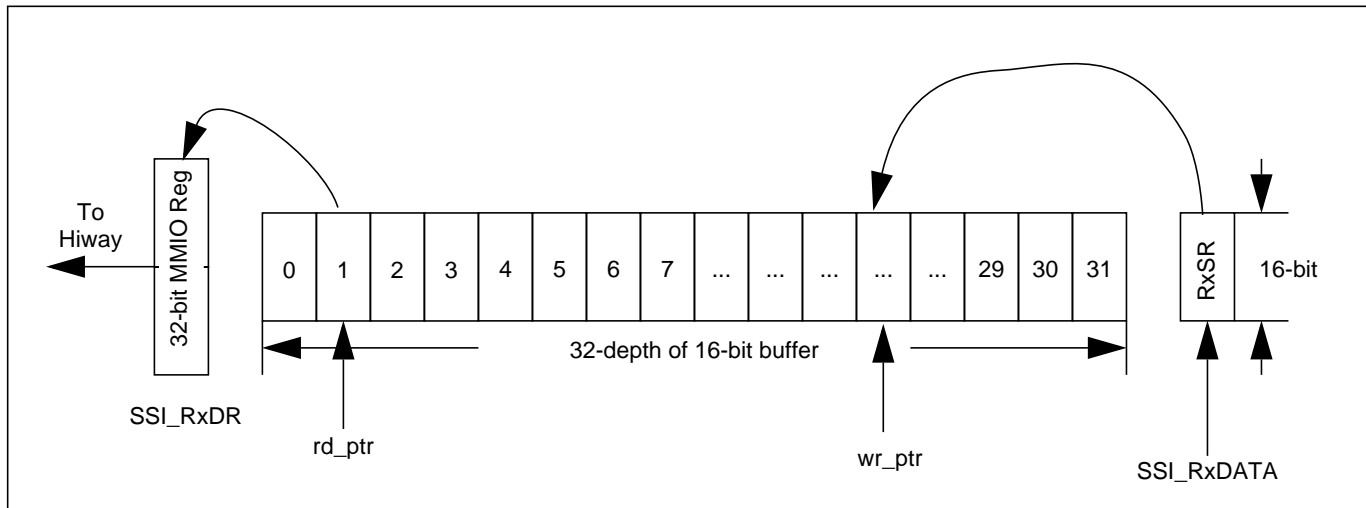 To
Hiway
32-bit MMIO Reg
SSI_RxDR
0 1 2 3 4 5 6 7 ... ... ... ... ... 29 30 31
32-depth of 16-bit buffer
rd_ptr
wr_ptr
RxSR
16-bit
SSI_RxDATA